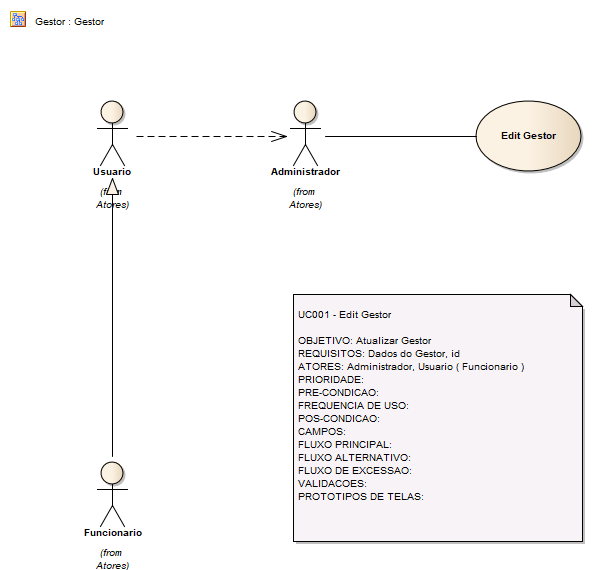 Gestor : Gestor
Usuario
(from
Atores)
Administrador
(from
Atores)
Edit Gestor
UC001 - Edit Gestor
OBJETIVO: Atualizar Gestor
REQUISITOS: Dados do Gestor, id
ATORES: Administrador, Usuario ( Funcionario )
PRIORIDADE:
PRE-CONDICAO:
FREQUENCIA DE USO:
POS-CONDICAO:
CAMPOS:
FLUXO PRINCIPAL:
FLUXO ALTERNATIVO:
FLUXO DE EXCESSAO:
VALIDACOES:
PROTOTIPOS DE TELAS:
Funcionario
(from
Atores)